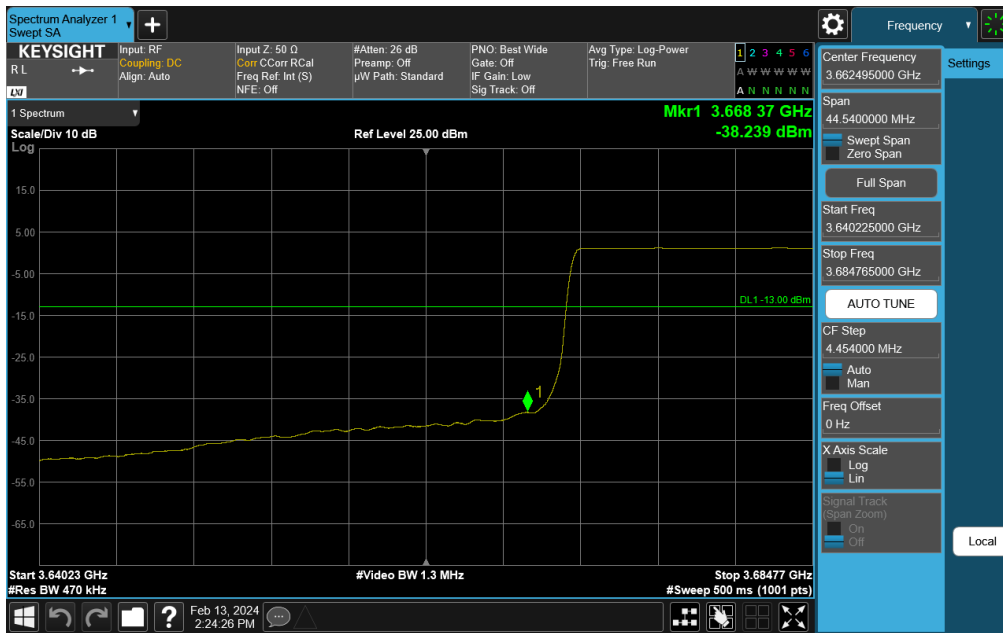 Spectrum Analyzer 1
Swept SA
+
Frequency
KEYSIGHT
R L
LXI
Input: RF
Coupling: DC
Align: Auto
Input Z: 50 Ω
Corr CCorr RCal
Freq Ref: Int (S)
NFE: Off
#Atten: 26 dB
Preamp: Off
µW Path: Standard
PNO: Best Wide
Gate: Off
IF Gain: Low
Sig Track: Off
Avg Type: Log-Power
Trig: Free Run
1 2 3 4 5 6
A W W W W W
A N N N N N
1 Spectrum
Scale/Div 10 dB
Log
Ref Level 25.00 dBm
Mkr1 3.668 37 GHz
-38.239 dBm
15.0
5.00
-5.00
-15.0
-25.0
-35.0
-45.0
-55.0
-65.0
DL1 -13.00 dBm
1
Start 3.64023 GHz
#Res BW 470 kHz
#Video BW 1.3 MHz
Stop 3.68477 GHz
#Sweep 500 ms (1001 pts)
Center Frequency
3.662495000 GHz
Span
44.5400000 MHz
Swept Span
Zero Span
Full Span
Start Freq
3.640225000 GHz
Stop Freq
3.684765000 GHz
AUTO TUNE
CF Step
4.454000 MHz
Auto
Man
Freq Offset
0 Hz
X Axis Scale
Log
Lin
Signal Track
(Span Zoom)
On
Off
Settings
Local
?
Feb 13, 2024
2:24:26 PM